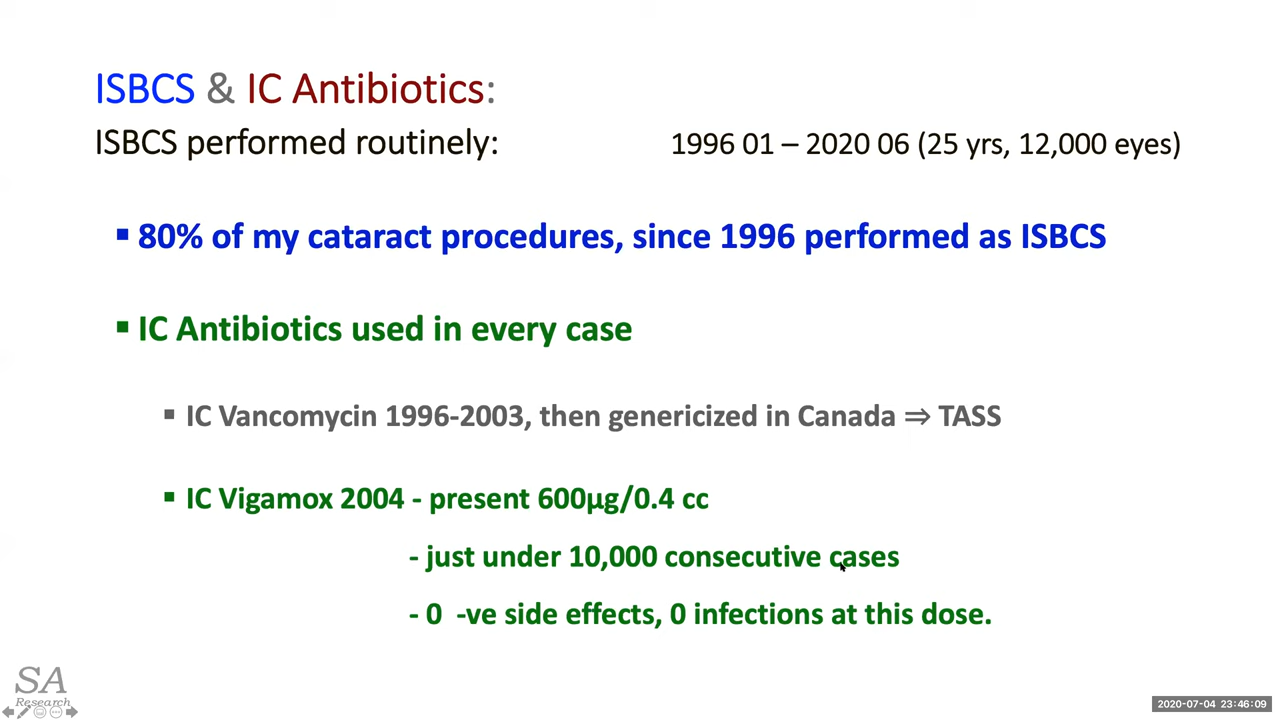 ISBCS & IC Antibiotics:
ISBCS performed routinely: 1996 01 – 2020 06 (25 yrs, 12,000 eyes)
▪ 80% of my cataract procedures, since 1996 performed as ISBCS
▪ IC Antibiotics used in every case
▪ IC Vancomycin 1996-2003, then genericized in Canada ⇒ TASS
▪ IC Vigamox 2004 - present 600µg/0.4 cc
- just under 10,000 consecutive cases
- 0 -ve side effects, 0 infections at this dose.
SA
Research
2020-07-04 23:46:09